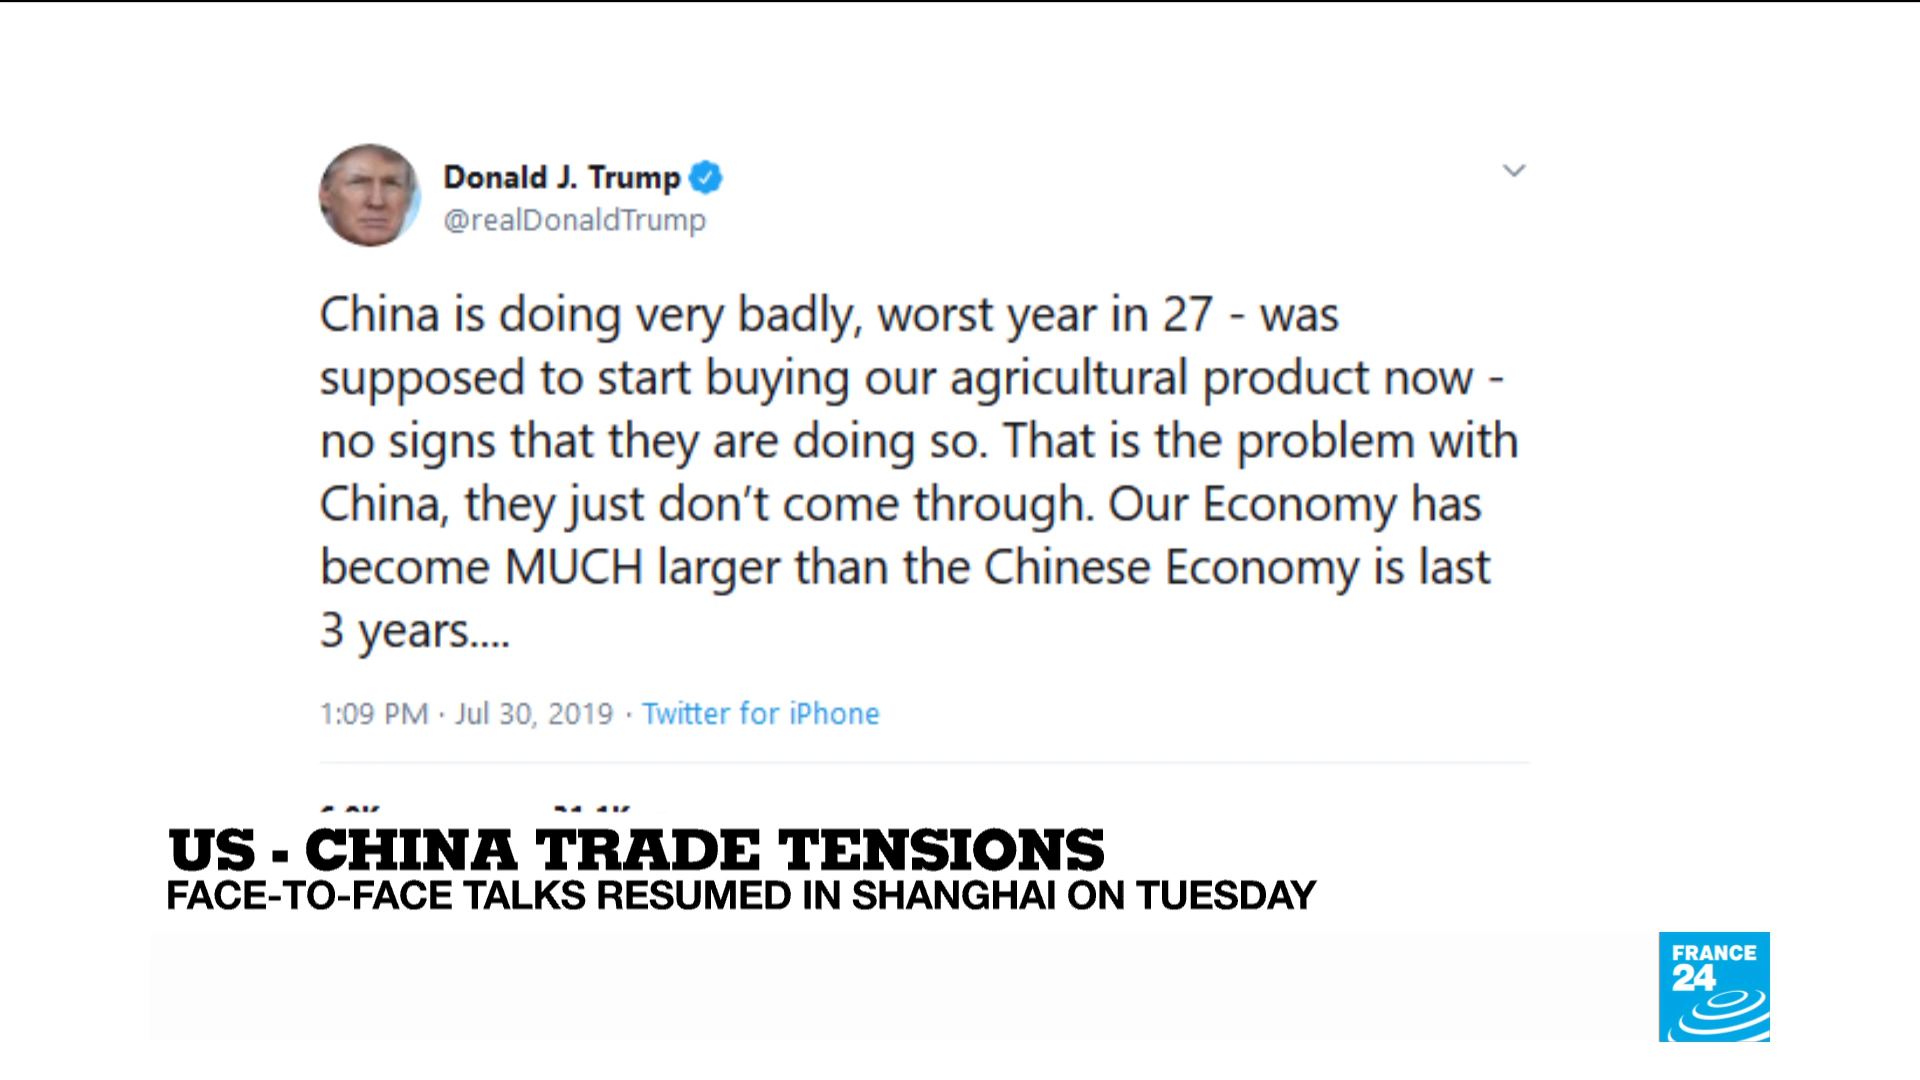 Donald J. Trump
@realDonaldTrump
China is doing very badly, worst year in 27 - was
supposed to start buying our agricultural product now -
no signs that they are doing so. That is the problem with
China, they just don't come through. Our Economy has
become MUCH larger than the Chinese Economy is last
3 years....
1:09 PM · Jul 30, 2019 · Twitter for iPhone
US - CHINA TRADE TENSIONS
FACE-TO-FACE TALKS RESUMED IN SHANGHAI ON TUESDAY
FRANCE
24